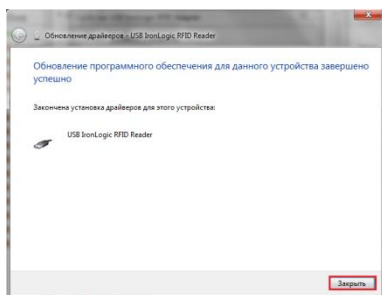 Обновление драйверов - USB IronLogic RFID Reader
Обновление программного обеспечения для данного устройства завершено
успешно
Закончена установка драйверов для этого устройства:
USB IronLogic RFID Reader
Закрыть